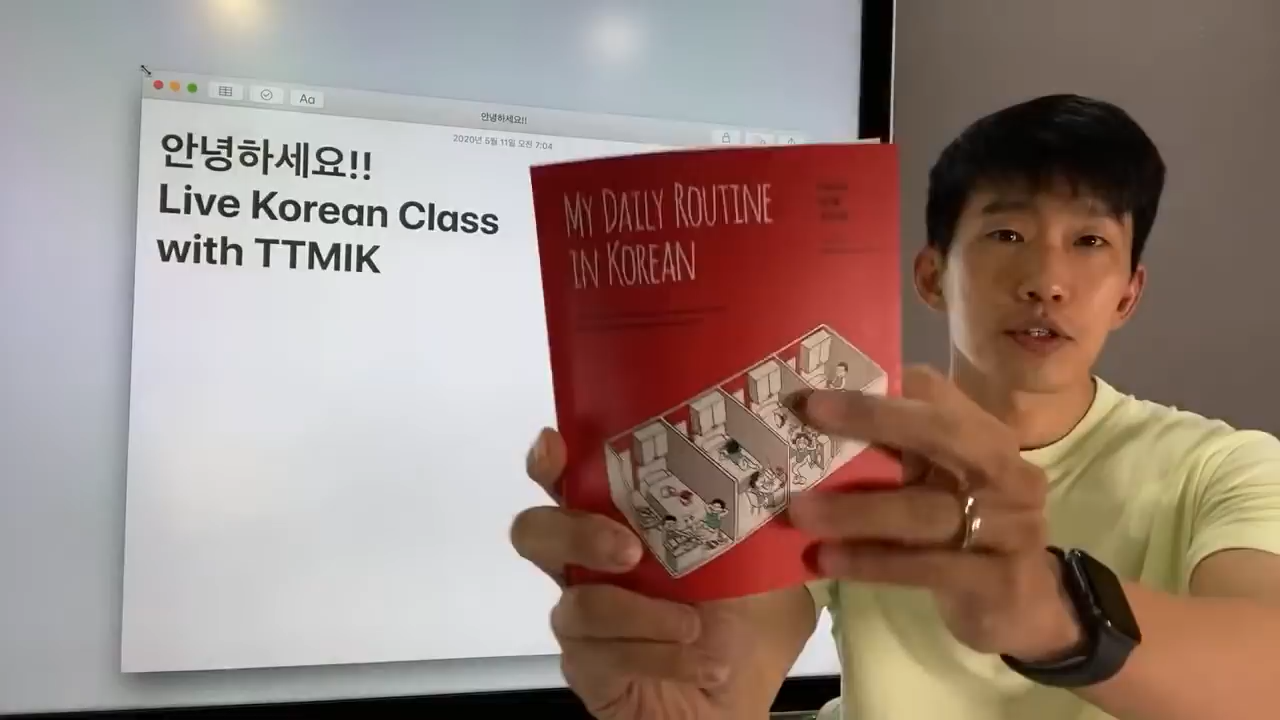 Aa
안녕하세요!!
2020년 5월 11일 오전 7:04
안녕하세요!!
Live Korean Class
with TTMIK
MY DAILY ROUTINE
IN KOREAN